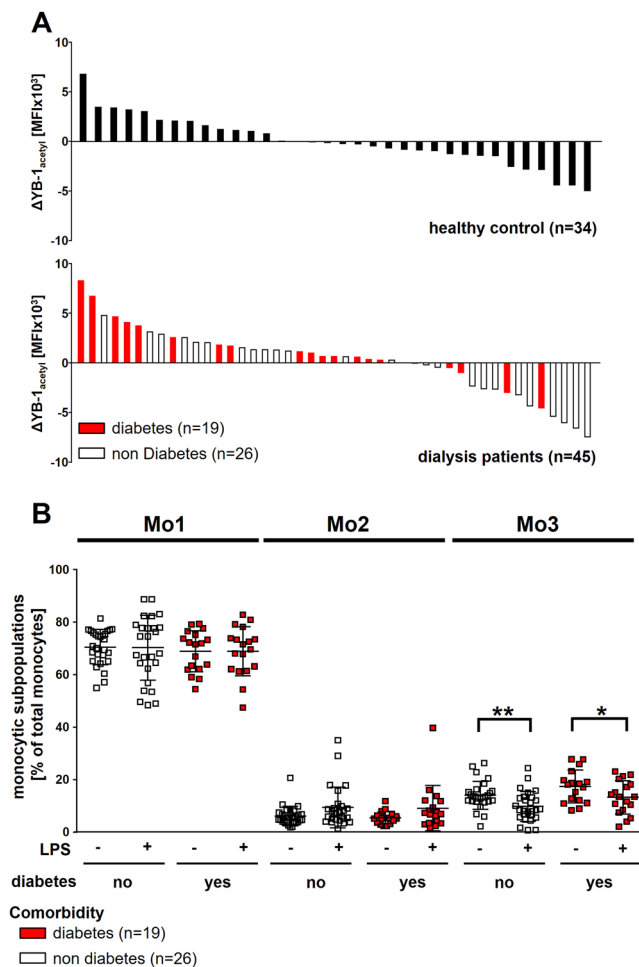 A
ΔYB-1acetyl [MFIx10³]
10
5
0
-5
-10
healthy control (n=34)
ΔYB-1acetyl [MFIx10³]
10
5
0
-5
-10
diabetes (n=19)
non Diabetes (n=26)
dialysis patients (n=45)
B
Mo1 Mo2 Mo3
monocytic subpopulations
[% of total monocytes]
100
80
60
40
20
0
** *
LPS - + - + - + - + - + - +
diabetes no yes no yes no yes
Comorbidity
diabetes (n=19)
non diabetes (n=26)